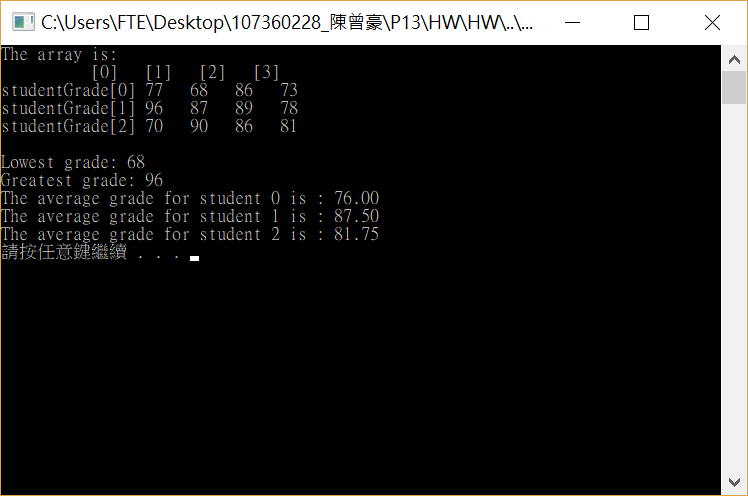 C:\Users\FTE\Desktop\107360228_陳曾豪\P13\HW\HW\..\...
The array is:
[0] [1] [2] [3]
studentGrade[0] 77 68 86 73
studentGrade[1] 96 87 89 78
studentGrade[2] 70 90 86 81
Lowest grade: 68
Greatest grade: 96
The average grade for student 0 is : 76.00
The average grade for student 1 is : 87.50
The average grade for student 2 is : 81.75
請按任意鍵繼續 . . .